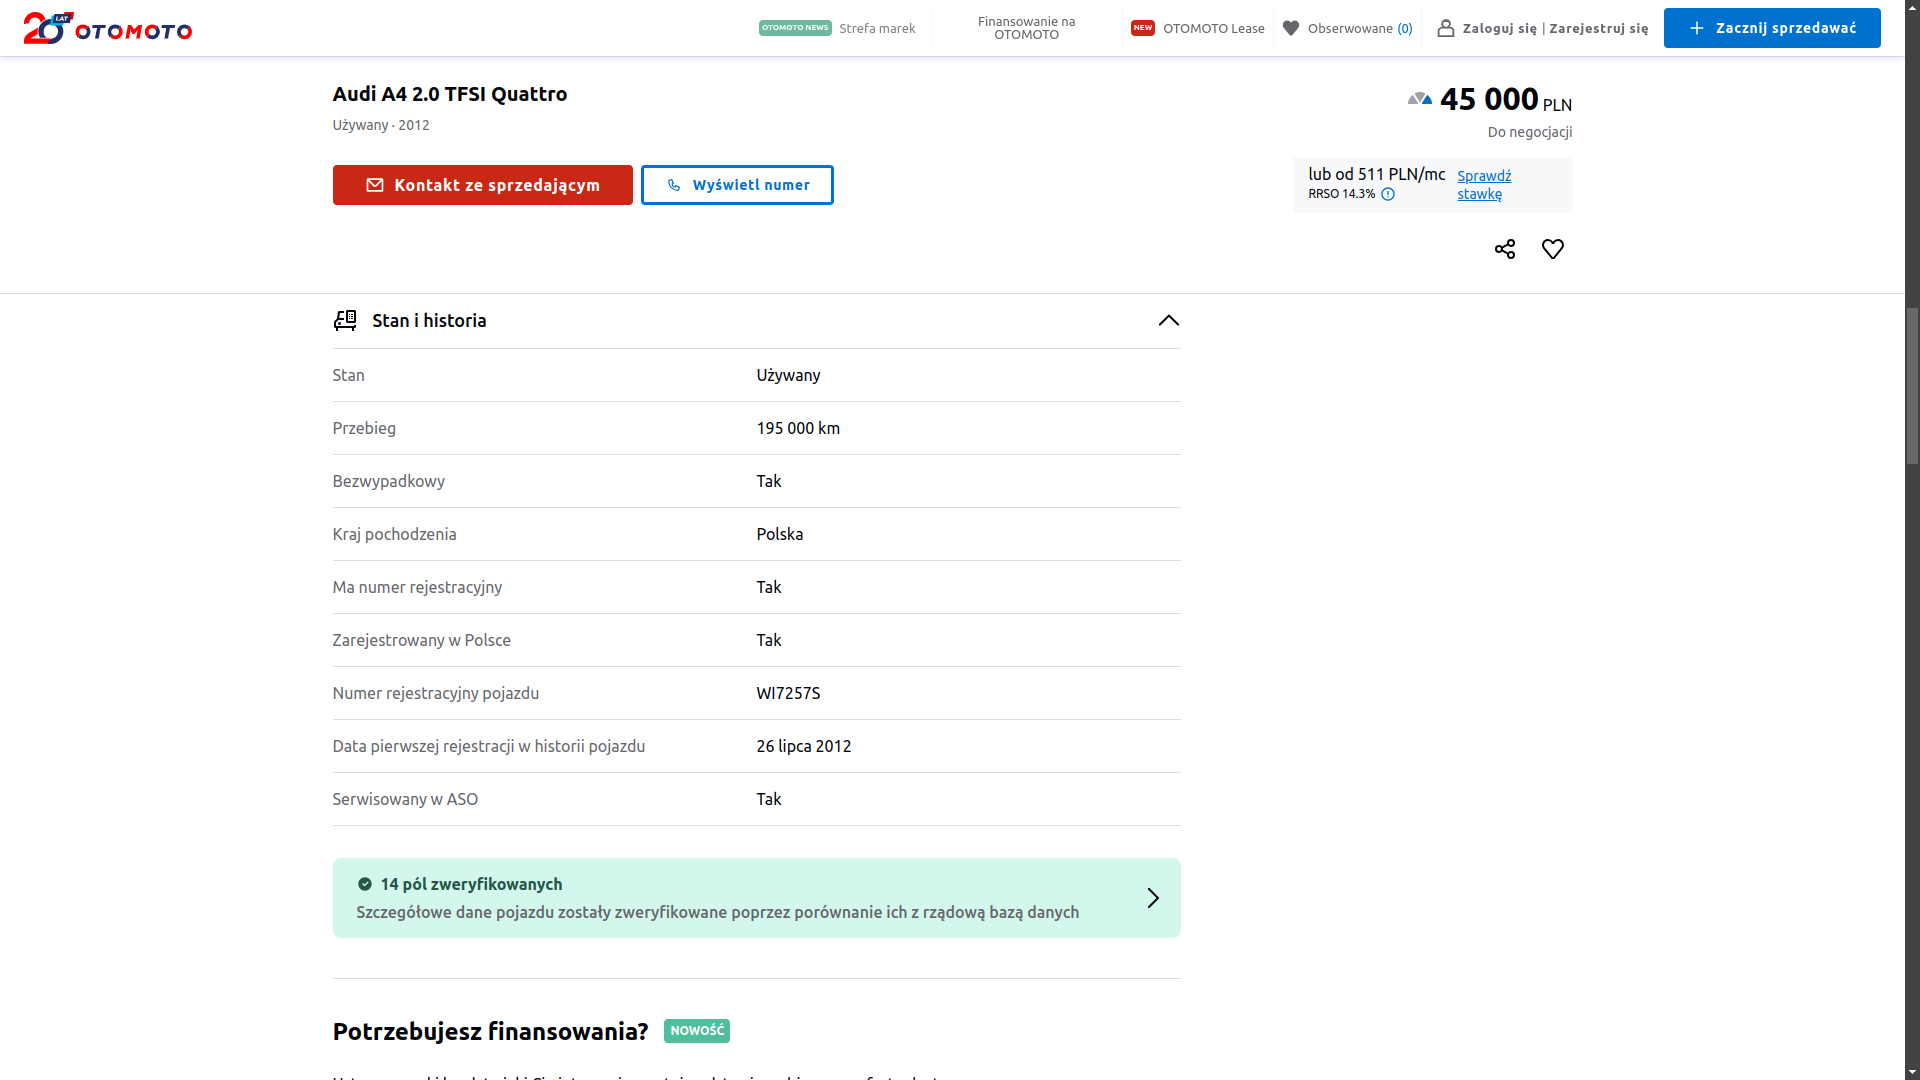 20 LAT OTOMOTO
OTOMOTO NEWS Strefa marek
Finansowanie na
OTOMOTO
NEW OTOMOTO Lease
Obserwowane (0)
Zaloguj się | Zarejestruj się
Zacznij sprzedawać
Audi A4 2.0 TFSI Quattro
Używany · 2012
45 000 PLN
Do negocjacji
Kontakt ze sprzedającym
Wyświetl numer
lub od 511 PLN/mc
RRSO 14.3%
Sprawdź
stawkę
Stan i historia
Stan Używany
Przebieg 195 000 km
Bezwypadkowy Tak
Kraj pochodzenia Polska
Ma numer rejestracyjny Tak
Zarejestrowany w Polsce Tak
Numer rejestracyjny pojazdu WI7257S
Data pierwszej rejestracji w historii pojazdu 26 lipca 2012
Serwisowany w ASO Tak
14 pól zweryfikowanych
Szczegółowe dane pojazdu zostały zweryfikowane poprzez porównanie ich z rządową bazą danych
Potrzebujesz finansowania? NOWOŚĆ